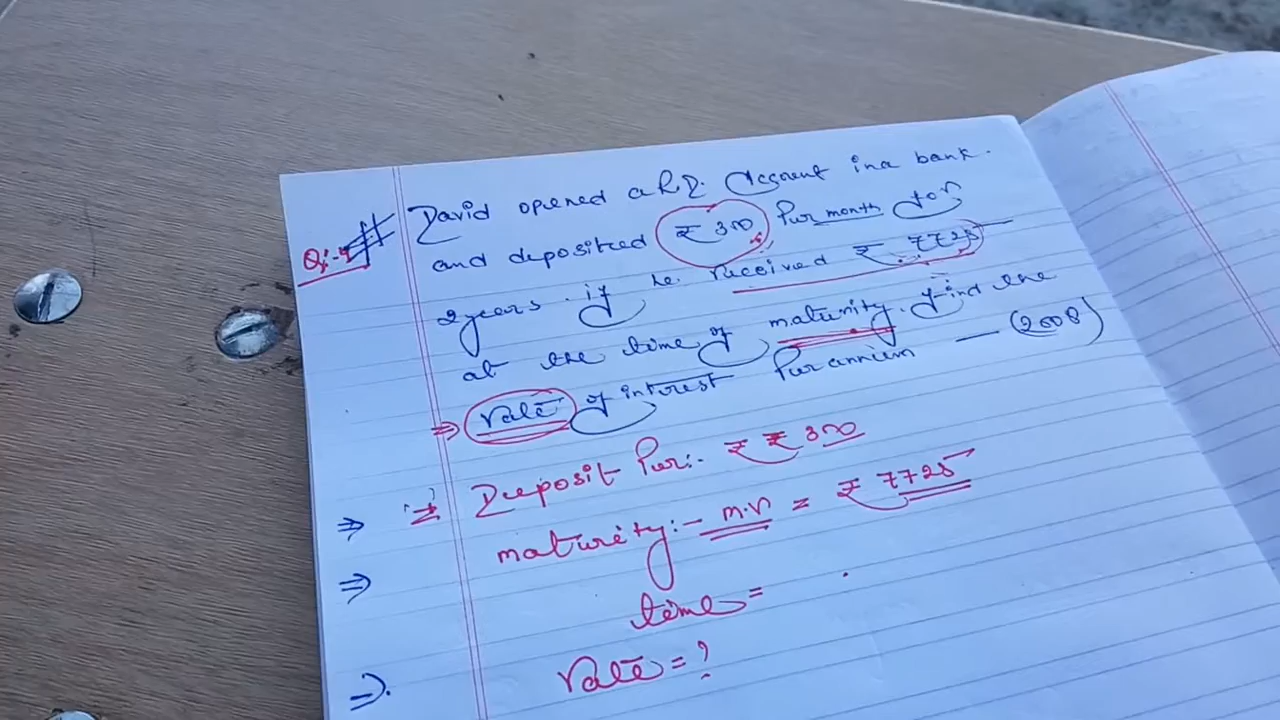 Q:-4 # David opened a R.D. Account in a bank.
and deposited ₹ 300 Per month for
2 years. if he received ₹ 7725
at the time of maturity. find the
⇒ rate of interest Per annum — (2008)
⇒ Deposit Per:- ₹ ₹ 300
⇒ maturity:- m.v = ₹ 7725
time =
⇒. Rate = ?